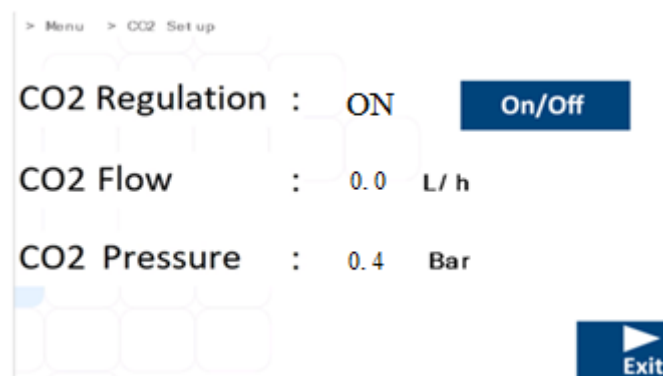 > Menu > CO2 Set up
CO2 Regulation : ON On/Off
CO2 Flow : 0.0 L/ h
CO2 Pressure : 0.4 Bar
Exit